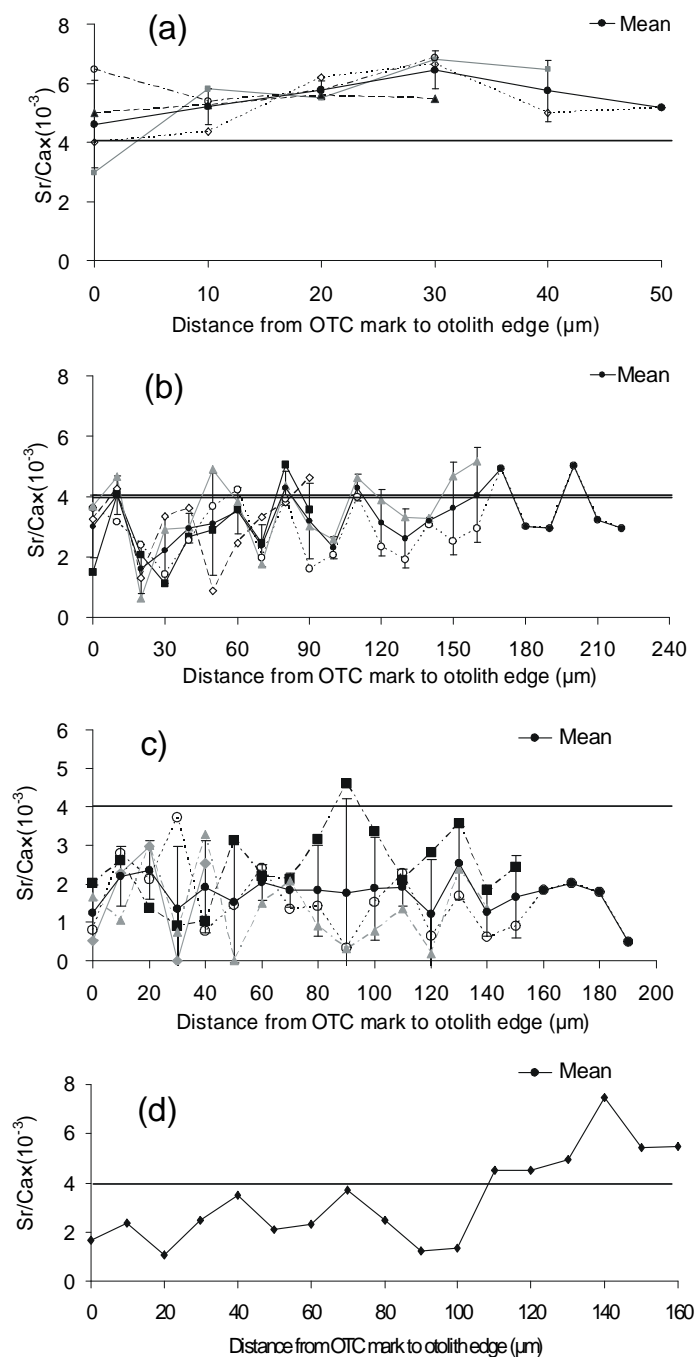 (a)
Mean
8
6
4
2
0
Sr/Ca×(10-3)
0 10 20 30 40 50
Distance from OTC mark to otolith edge (µm)
(b)
Mean
8
6
4
2
0
Sr/Ca×(10-3)
0 30 60 90 120 150 180 210 240
Distance from OTC mark to otolith edge (µm)
c)
Mean
6
5
4
3
2
1
0
Sr/Ca×(10-3)
0 20 40 60 80 100 120 140 160 180 200
Distance from OTC mark to otolith edge (µm)
(d)
Mean
8
6
4
2
0
Sr/Ca×(10-3)
0 20 40 60 80 100 120 140 160
Distance from OTC mark to otolith edge (µm)